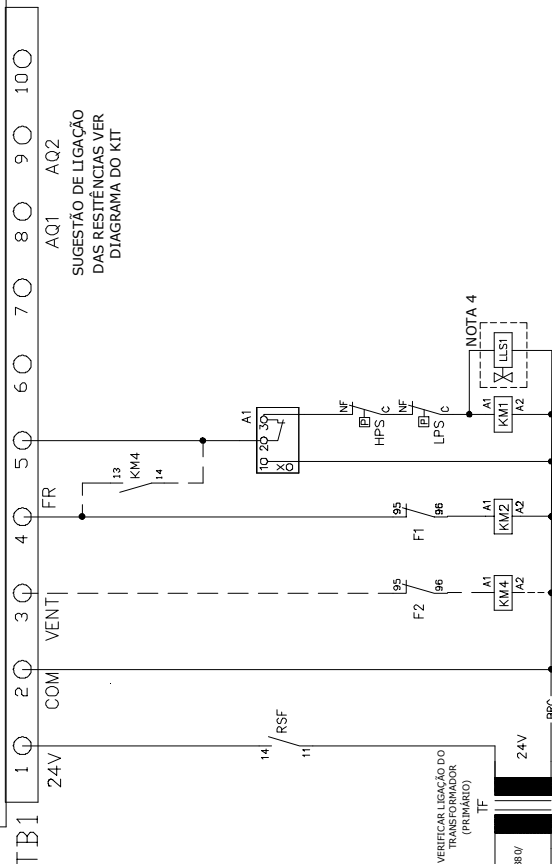 TB1
1
2
3
4
5
6
7
8
9
10
24V
COM
VENT
FR
AQ1
AQ2
SUGESTÃO DE LIGAÇÃO
DAS RESITÊNCIAS VER
DIAGRAMA DO KIT
13
KM4
14
A1
1
2
3
X
NF
P
HPS
C
NF
P
LPS
C
NOTA 4
LLS1
A1
KM1
A2
95
F1
96
A1
KM2
A2
95
F2
96
A1
KM4
A2
14
RSF
11
VERIFICAR LIGAÇÃO DO
TRANSFORMADOR
(PRIMÁRIO)
TF
24V